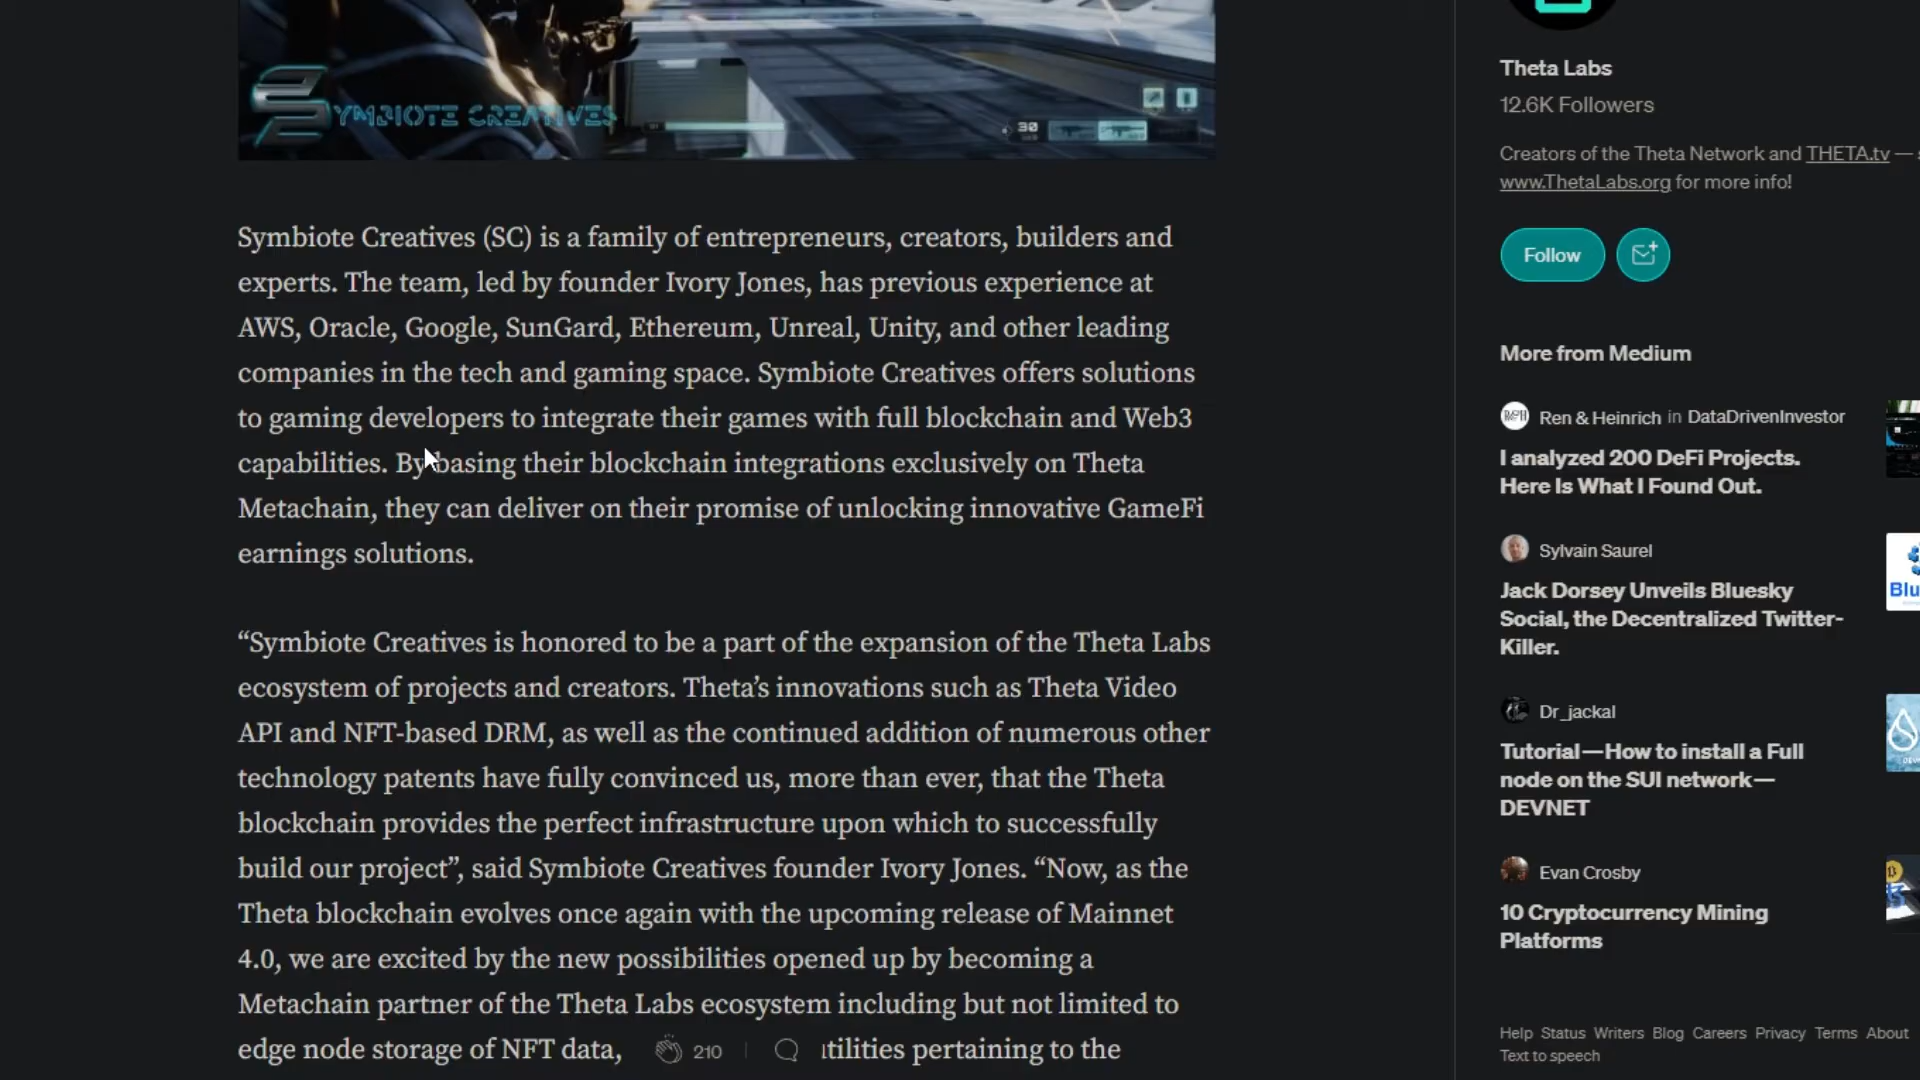 SYMBIOTE CREATIVES
30
Symbiote Creatives (SC) is a family of entrepreneurs, creators, builders and
experts. The team, led by founder Ivory Jones, has previous experience at
AWS, Oracle, Google, SunGard, Ethereum, Unreal, Unity, and other leading
companies in the tech and gaming space. Symbiote Creatives offers solutions
to gaming developers to integrate their games with full blockchain and Web3
capabilities. By basing their blockchain integrations exclusively on Theta
Metachain, they can deliver on their promise of unlocking innovative GameFi
earnings solutions.
“Symbiote Creatives is honored to be a part of the expansion of the Theta Labs
ecosystem of projects and creators. Theta’s innovations such as Theta Video
API and NFT-based DRM, as well as the continued addition of numerous other
technology patents have fully convinced us, more than ever, that the Theta
blockchain provides the perfect infrastructure upon which to successfully
build our project”, said Symbiote Creatives founder Ivory Jones. “Now, as the
Theta blockchain evolves once again with the upcoming release of Mainnet
4.0, we are excited by the new possibilities opened up by becoming a
Metachain partner of the Theta Labs ecosystem including but not limited to
edge node storage of NFT data, 210 utilities pertaining to the
Theta Labs
12.6K Followers
Creators of the Theta Network and THETA.tv —
www.ThetaLabs.org for more info!
Follow
More from Medium
R&H Ren & Heinrich in DataDrivenInvestor
I analyzed 200 DeFi Projects.
Here Is What I Found Out.
Sylvain Saurel
Jack Dorsey Unveils Bluesky
Social, the Decentralized Twitter-
Killer.
Blu
Dr_jackal
Tutorial — How to install a Full
node on the SUI network —
DEVNET
Evan Crosby
10 Cryptocurrency Mining
Platforms
Help Status Writers Blog Careers Privacy Terms About
Text to speech